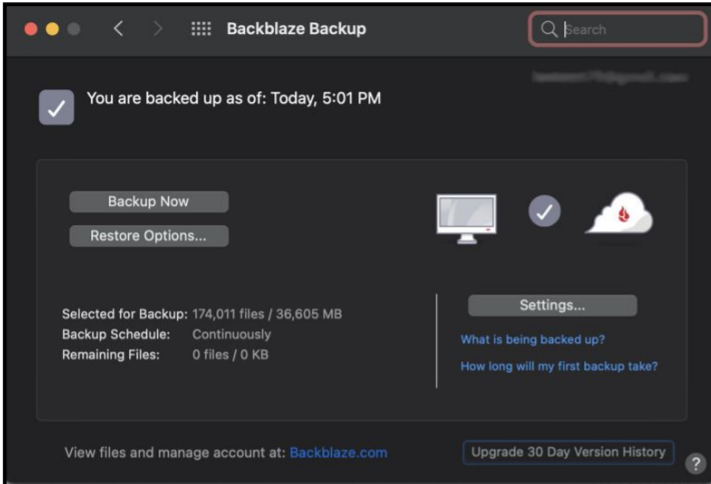 Backblaze Backup
Search
You are backed up as of: Today, 5:01 PM
Backup Now
Restore Options...
Selected for Backup: 174,011 files / 36,605 MB
Backup Schedule: Continuously
Remaining Files: 0 files / 0 KB
Settings...
What is being backed up?
How long will my first backup take?
View files and manage account at: Backblaze.com
Upgrade 30 Day Version History
?